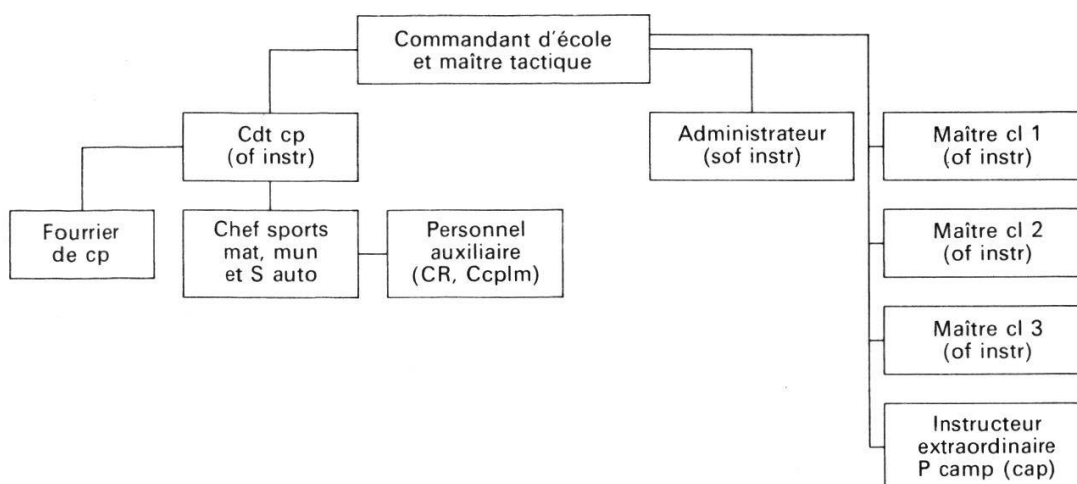 Commandant d'école
et maître tactique
Cdt cp
(of instr)
Administrateur
(sof instr)
Maître cl 1
(of instr)
Fourrier
de cp
Chef sports
mat, mun
et S auto
Personnel
auxiliaire
(CR, Ccplm)
Maître cl 2
(of instr)
Maître cl 3
(of instr)
Instructeur
extraordinaire
P camp (cap)